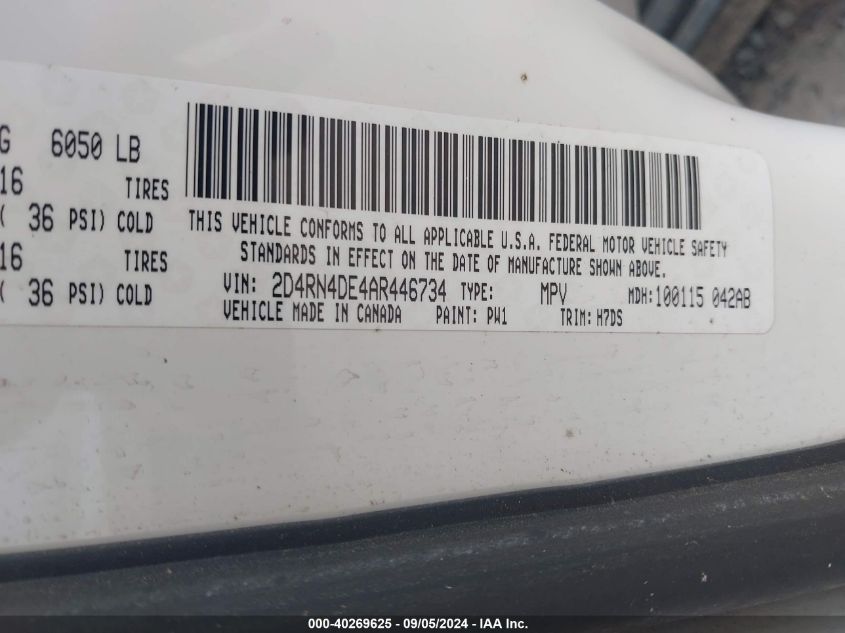 G 6050 LB
16 TIRES
( 36 PSI) COLD
16 TIRES
( 36 PSI) COLD
THIS VEHICLE CONFORMS TO ALL APPLICABLE U.S.A. FEDERAL MOTOR VEHICLE SAFETY
STANDARDS IN EFFECT ON THE DATE OF MANUFACTURE SHOWN ABOVE.
VIN: 2D4RN4DE4AR446734 TYPE: MPV MDH: 100115 042AB
VEHICLE MADE IN CANADA PAINT: PW1 TRIM: H7DS
000-40269625 - 09/05/2024 - IAA Inc.